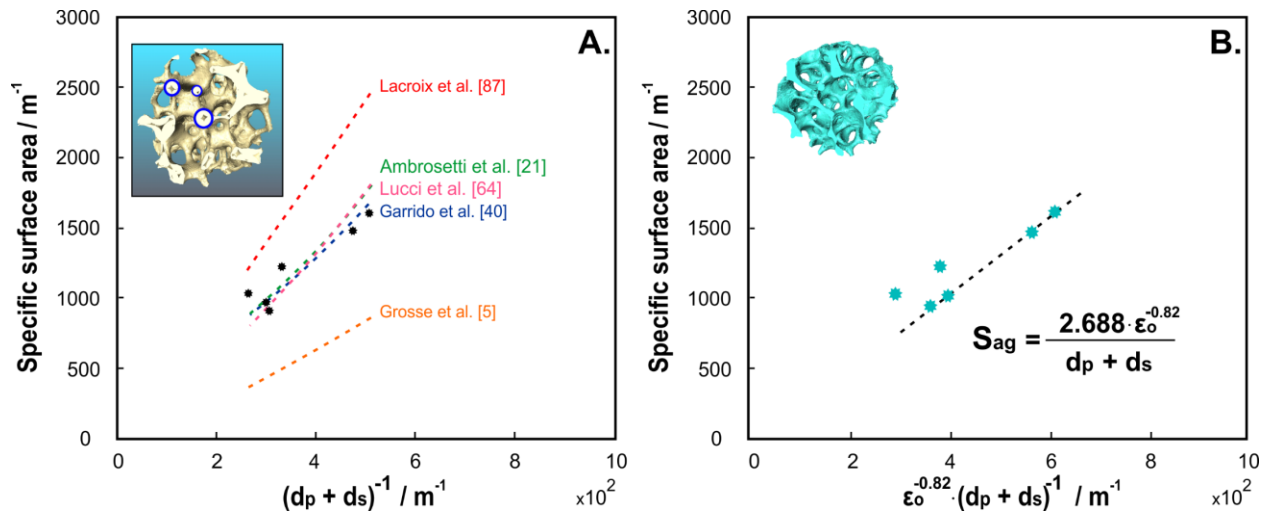 A.
Specific surface area / m⁻¹
3000
2500
2000
1500
1000
500
0
Lacroix et al. [87]
Ambrosetti et al. [21]
Lucci et al. [64]
Garrido et al. [40]
Grosse et al. [5]
0 2 4 6 8 10
(dp + ds)⁻¹ / m⁻¹
x10²
B.
Specific surface area / m⁻¹
3000
2500
2000
1500
1000
500
0
Sag = 2.688·εo⁻⁰·⁸²
dp + ds
0 2 4 6 8 10
εo⁻⁰·⁸²·(dp + ds)⁻¹ / m⁻¹
x10²